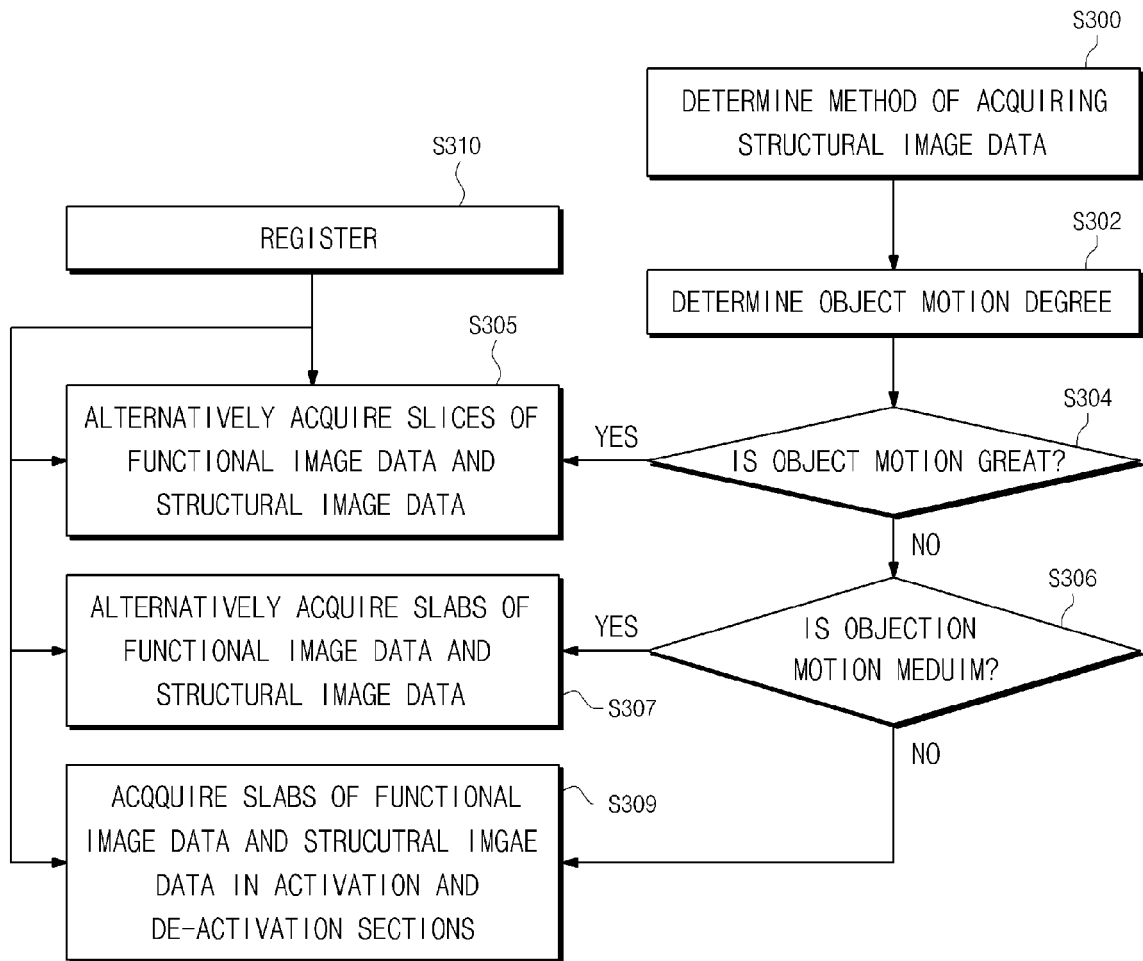 S300
DETERMINE METHOD OF ACQUIRING
STRUCTURAL IMAGE DATA
S310
REGISTER
S302
DETERMINE OBJECT MOTION DEGREE
S305
ALTERNATIVELY ACQUIRE SLICES OF
FUNCTIONAL IMAGE DATA AND
STRUCTURAL IMAGE DATA
YES
S304
IS OBJECT MOTION GREAT?
NO
ALTERNATIVELY ACQUIRE SLABS OF
FUNCTIONAL IMAGE DATA AND
STRUCTURAL IMAGE DATA
S307
YES
S306
IS OBJECTION
MOTION MEDUIM?
NO
ACQQUIRE SLABS OF FUNCTIONAL
IMAGE DATA AND STRUCUTRAL IMGAE
DATA IN ACTIVATION AND
DE-ACTIVATION SECTIONS
S309